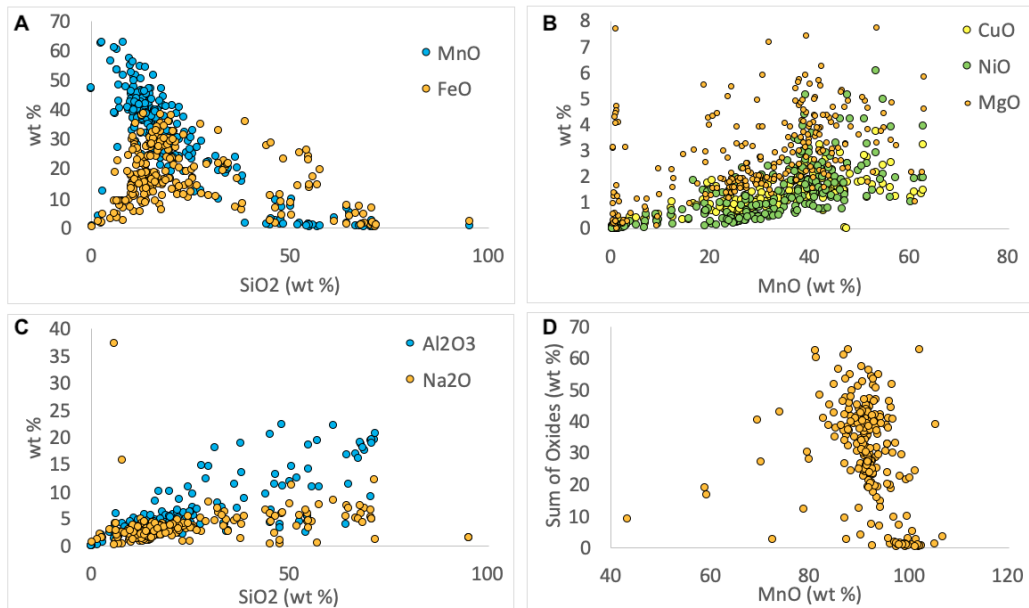 A
70
60
50
40
30
20
10
0
wt %
MnO
FeO
0
50
100
SiO2 (wt %)
B
8
7
6
5
4
3
2
1
0
wt %
CuO
NiO
MgO
0
20
40
60
80
MnO (wt %)
C
40
35
30
25
20
15
10
5
0
wt %
Al2O3
Na2O
0
50
100
SiO2 (wt %)
D
70
60
50
40
30
20
10
0
Sum of Oxides (wt %)
40
60
80
100
120
MnO (wt %)